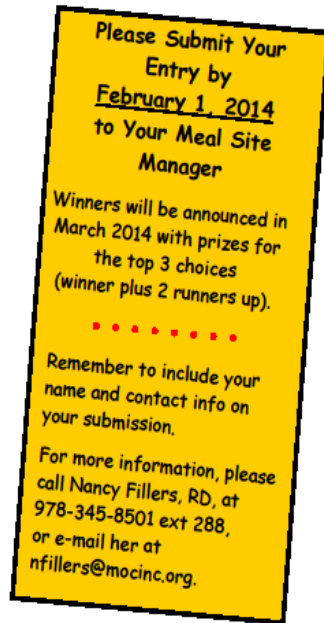 Please Submit Your
Entry by
February 1, 2014
to Your Meal Site
Manager
Winners will be announced in
March 2014 with prizes for
the top 3 choices
(winner plus 2 runners up).
Remember to include your
name and contact info on
your submission.
For more information, please
call Nancy Fillers, RD, at
978-345-8501 ext 288,
or e-mail her at
nfillers@mocinc.org.